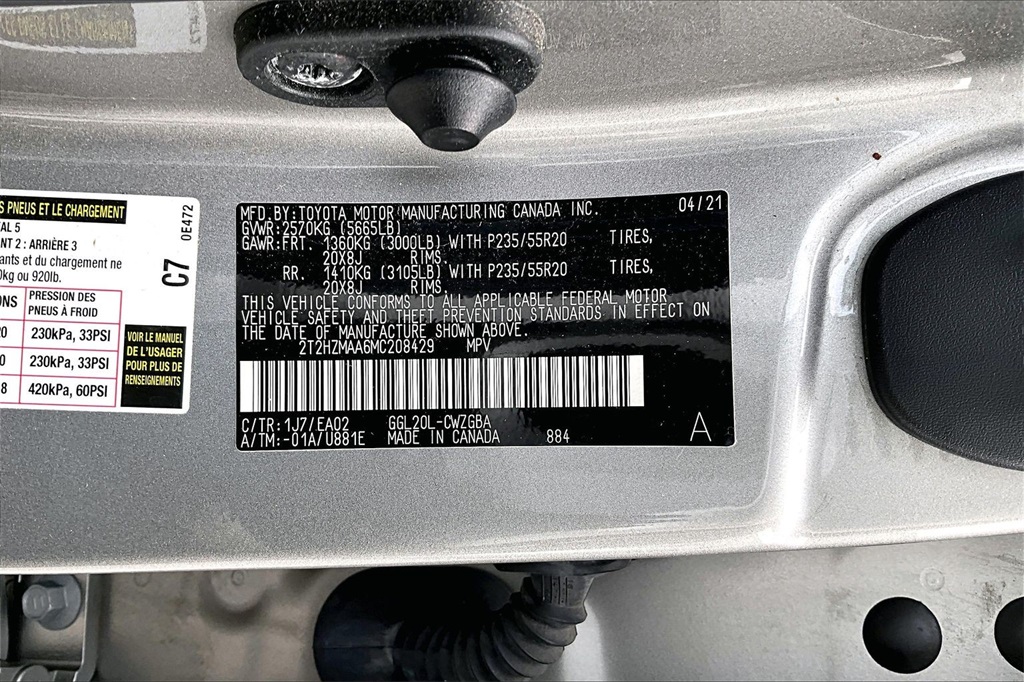 S PNEUS ET LE CHARGEMENT
AL 5
NT 2 : ARRIÈRE 3
ants et du chargement ne
0kg ou 920lb.
ONS
PRESSION DES
PNEUS À FROID
20
230kPa, 33PSI
0
230kPa, 33PSI
8
420kPa, 60PSI
0E472
C7
VOIR LE MANUEL
DE L'USAGER
POUR PLUS DE
RENSEIGNEMENTS
MFD.BY:TOYOTA MOTOR MANUFACTURING CANADA INC. 04/21
GVWR:2570KG (5665LB)
GAWR:FRT. 1360KG (3000LB) WITH P235/55R20 TIRES,
20X8J RIMS.
RR. 1410KG (3105LB) WITH P235/55R20 TIRES,
20X8J RIMS.
THIS VEHICLE CONFORMS TO ALL APPLICABLE FEDERAL MOTOR
VEHICLE SAFETY AND THEFT PREVENTION STANDARDS IN EFFECT ON
THE DATE OF MANUFACTURE SHOWN ABOVE.
2T2HZMAA6MC208429 MPV
C/TR:1J7/EA02 GGL20L-CWZGBA
A/TM:-01A/U881E MADE IN CANADA 884 A